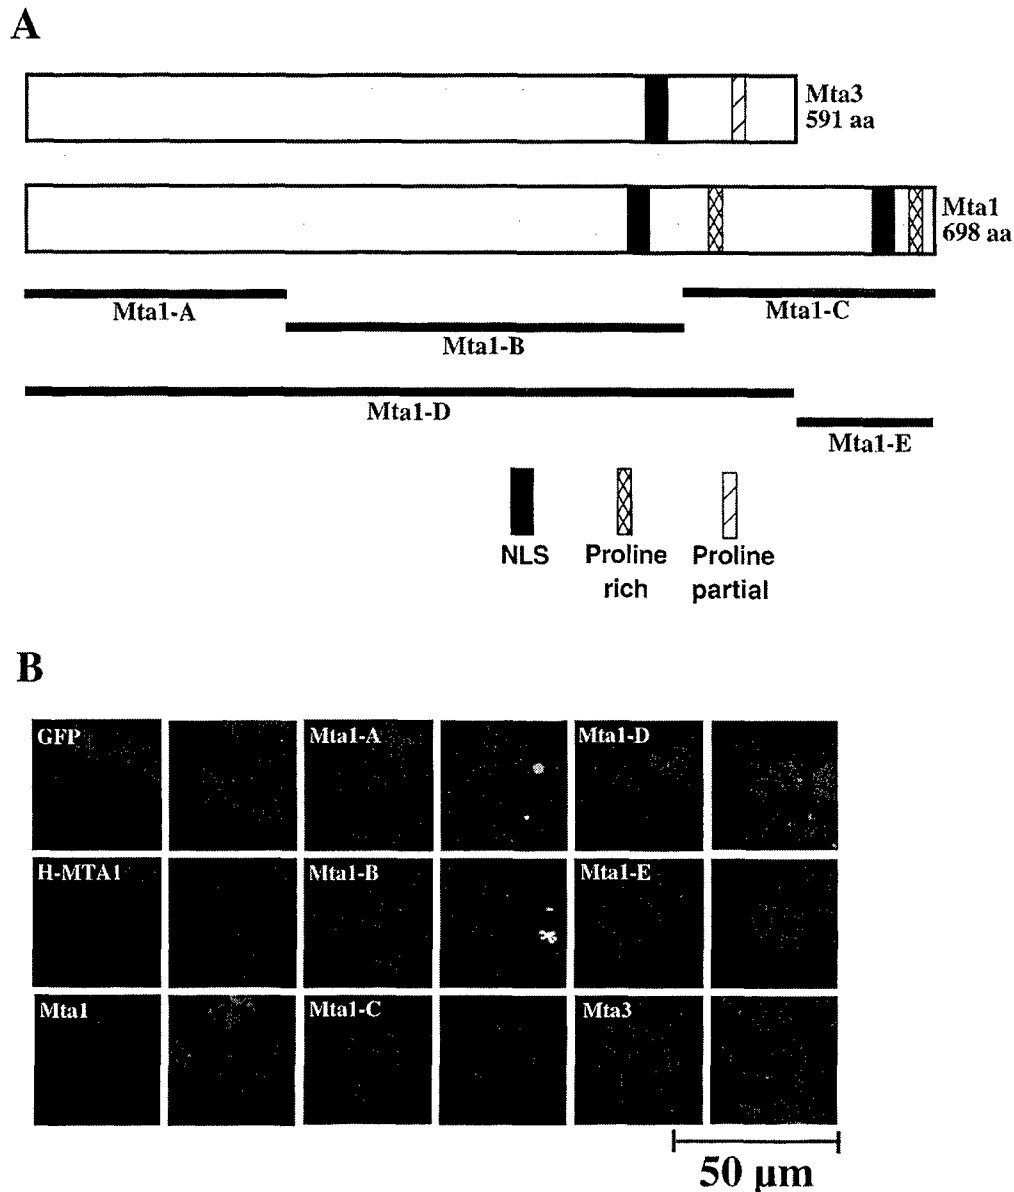 A
Mta3
591 aa
Mta1
698 aa
Mta1-A
Mta1-C
Mta1-B
Mta1-D
Mta1-E
NLS
Proline
rich
Proline
partial
B
GFP
Mta1-A
Mta1-D
H-MTA1
Mta1-B
Mta1-E
Mta1
Mta1-C
Mta3
50 µm